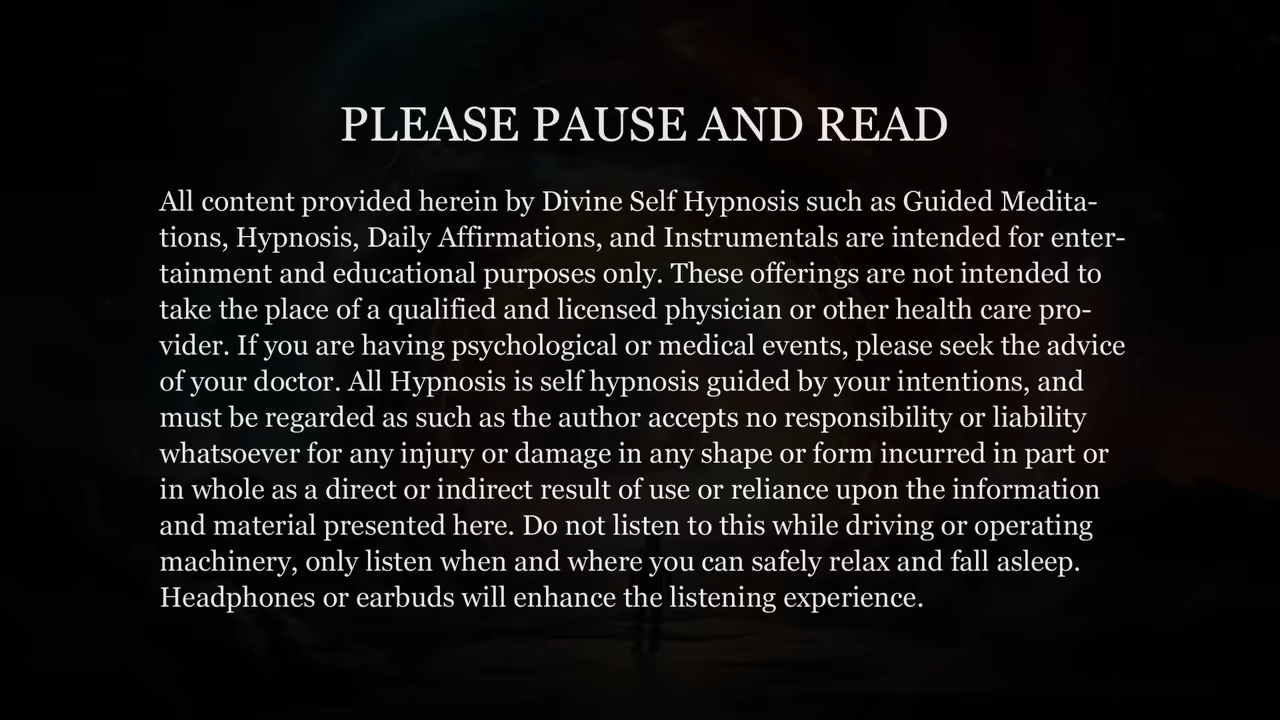 PLEASE PAUSE AND READ
All content provided herein by Divine Self Hypnosis such as Guided Medita-
tions, Hypnosis, Daily Affirmations, and Instrumentals are intended for enter-
tainment and educational purposes only. These offerings are not intended to
take the place of a qualified and licensed physician or other health care pro-
vider. If you are having psychological or medical events, please seek the advice
of your doctor. All Hypnosis is self hypnosis guided by your intentions, and
must be regarded as such as the author accepts no responsibility or liability
whatsoever for any injury or damage in any shape or form incurred in part or
in whole as a direct or indirect result of use or reliance upon the information
and material presented here. Do not listen to this while driving or operating
machinery, only listen when and where you can safely relax and fall asleep.
Headphones or earbuds will enhance the listening experience.